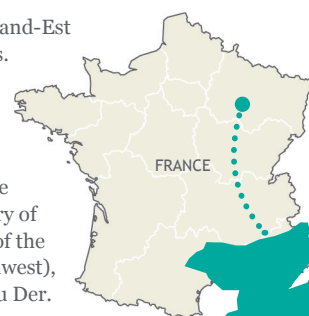 and-Est
s.
FRANCE
e
ry of
of the
west),
u Der.